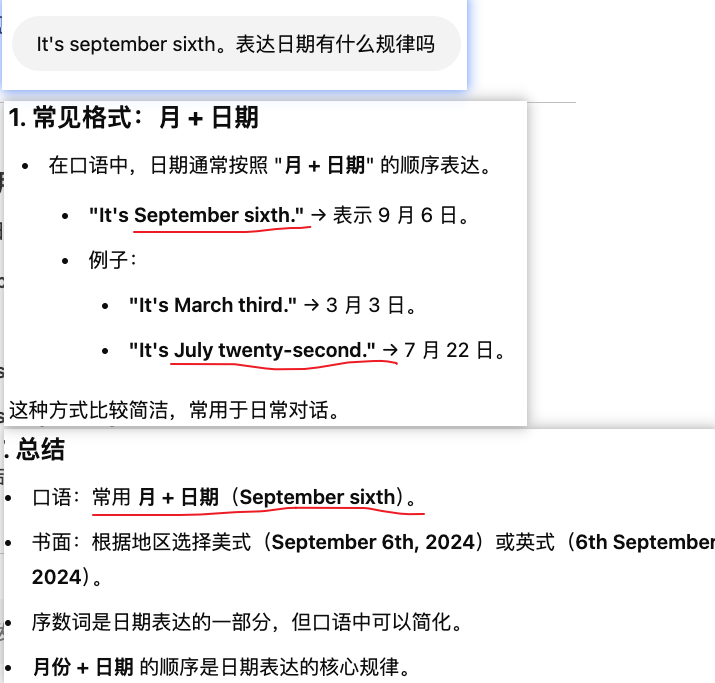 It's september sixth。表达日期有什么规律吗
1. 常见格式：月 + 日期
• 在口语中，日期通常按照 "月 + 日期" 的顺序表达。
• "It's September sixth." → 表示 9 月 6 日。
• 例子：
• "It's March third." → 3 月 3 日。
• "It's July twenty-second." → 7 月 22 日。
这种方式比较简洁，常用于日常对话。
. 总结
• 口语：常用 月 + 日期（September sixth）。
• 书面：根据地区选择美式（September 6th, 2024）或英式（6th September
2024）。
• 序数词是日期表达的一部分，但口语中可以简化。
• 月份 + 日期 的顺序是日期表达的核心规律。